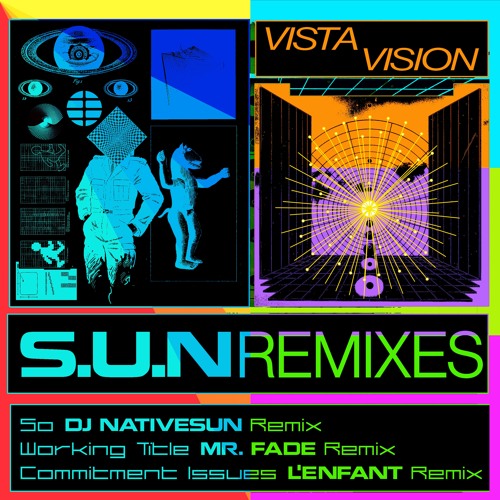 VISTA
VISION
S.U.N REMIXES
So DJ NATIVESUN Remix
Working Title MR. FADE Remix
Commitment Issues L'ENFANT Remix